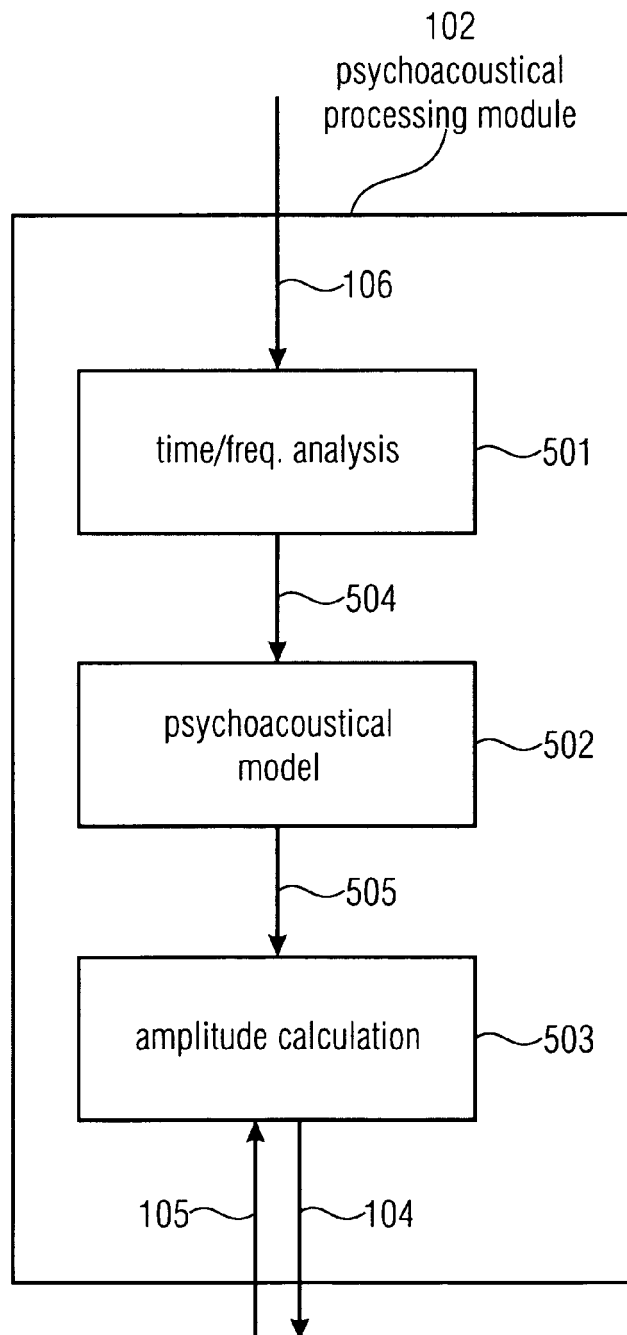 102
psychoacoustical
processing module
106
time/freq. analysis
501
504
psychoacoustical
model
502
505
amplitude calculation
503
105
104